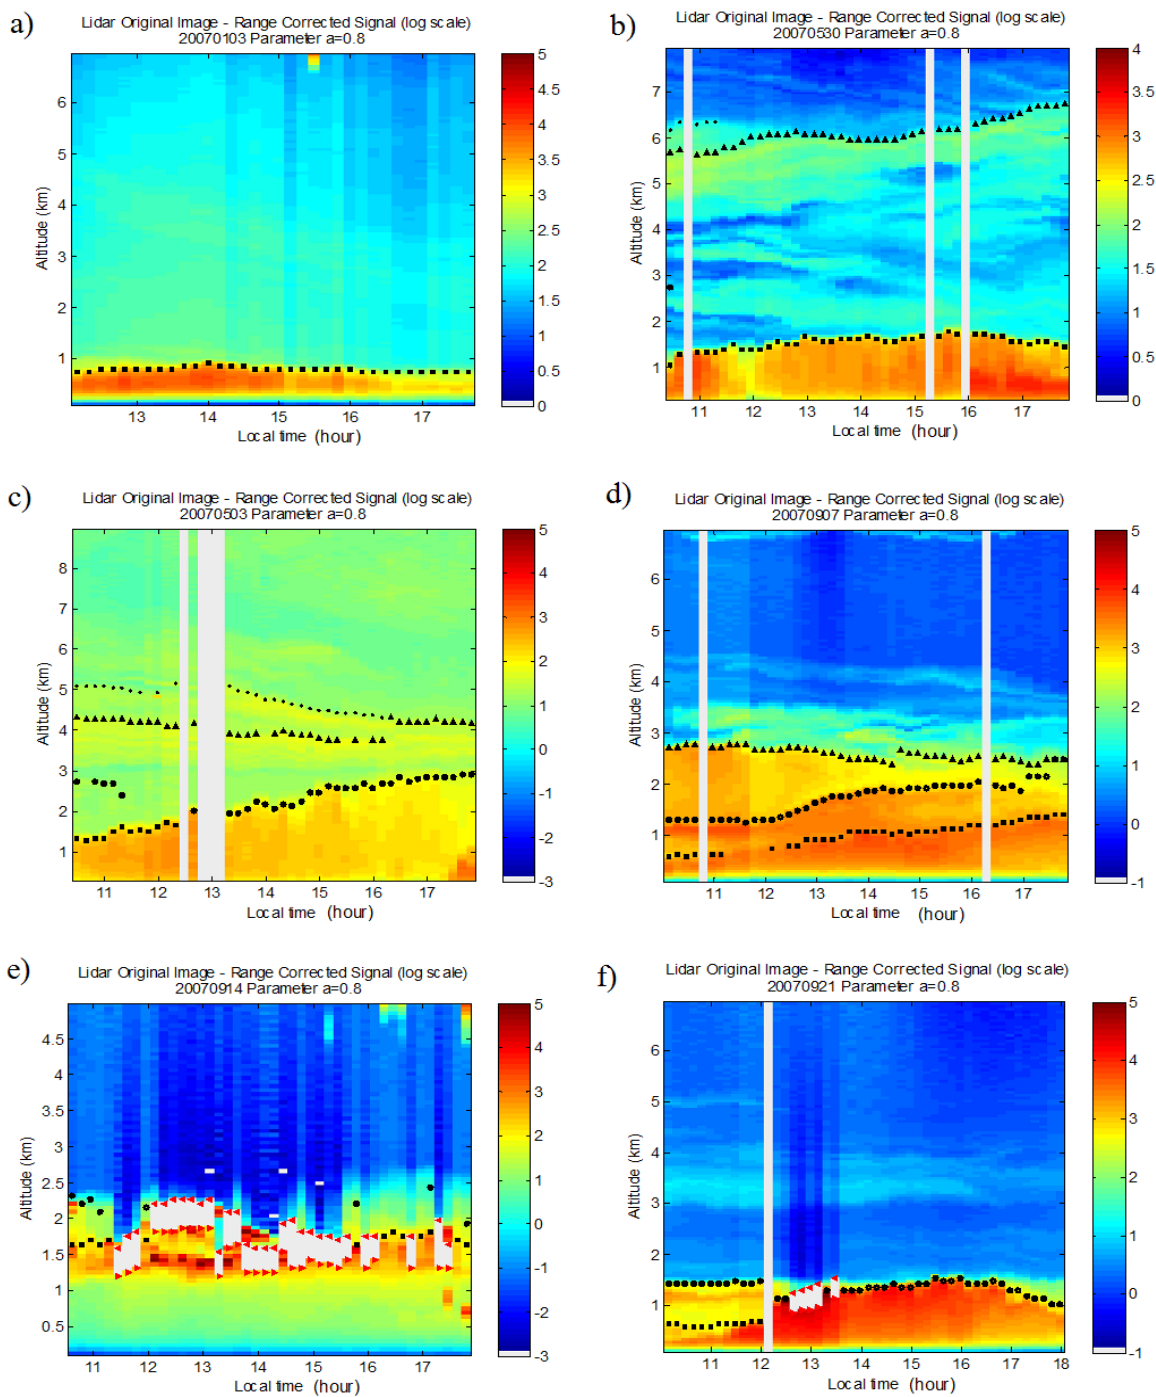 a)
Lidar Original Image - Range Corrected Signal (log scale)
20070103 Parameter a=0.8
Altitude (km)
6
5
4
3
2
1
13 14 15 16 17
Local time (hour)
5
4.5
4
3.5
3
2.5
2
1.5
1
0.5
0
b)
Lidar Original Image - Range Corrected Signal (log scale)
20070530 Parameter a=0.8
Altitude (km)
7
6
5
4
3
2
1
11 12 13 14 15 16 17
Local time (hour)
4
3.5
3
2.5
2
1.5
1
0.5
0
c)
Lidar Original Image - Range Corrected Signal (log scale)
20070503 Parameter a=0.8
Altitude (km)
8
7
6
5
4
3
2
1
11 12 13 14 15 16 17
Local time (hour)
5
4
3
2
1
0
-1
-2
-3
d)
Lidar Original Image - Range Corrected Signal (log scale)
20070907 Parameter a=0.8
Altitude (km)
6
5
4
3
2
1
11 12 13 14 15 16 17
Local time (hour)
5
4
3
2
1
0
-1
e)
Lidar Original Image - Range Corrected Signal (log scale)
20070914 Parameter a=0.8
Altitude (km)
4.5
4
3.5
3
2.5
2
1.5
1
0.5
11 12 13 14 15 16 17
Local time (hour)
5
4
3
2
1
0
-1
-2
-3
f)
Lidar Original Image - Range Corrected Signal (log scale)
20070921 Parameter a=0.8
Altitude (km)
6
5
4
3
2
1
11 12 13 14 15 16 17 18
Local time (hour)
5
4
3
2
1
0
-1